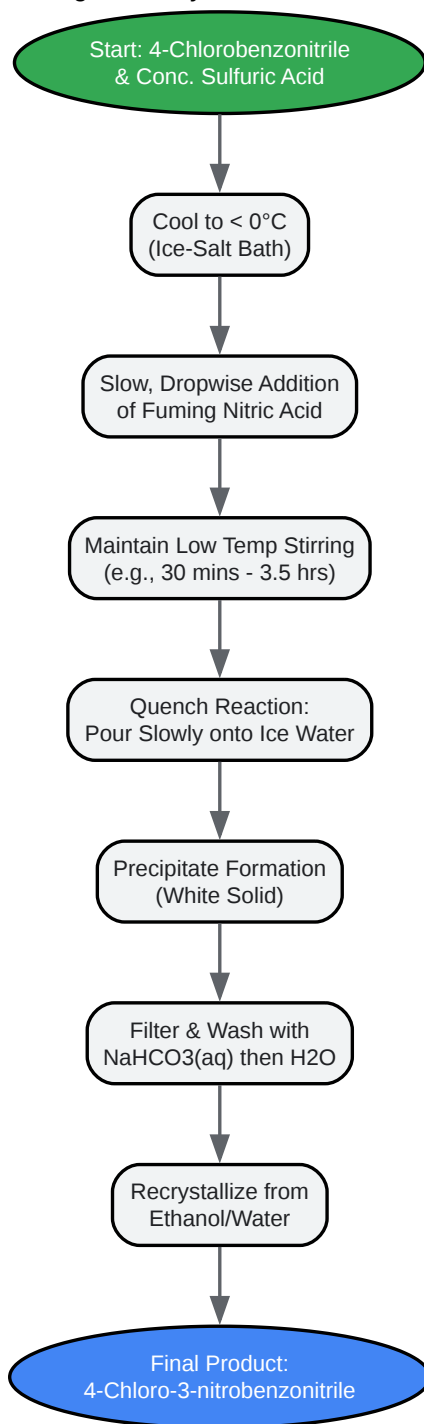 Start: 4-Chlorobenzonitrile
& Conc. Sulfuric Acid
Cool to < 0°C
(Ice-Salt Bath)
Slow, Dropwise Addition
of Fuming Nitric Acid
Maintain Low Temp Stirring
(e.g., 30 mins - 3.5 hrs)
Quench Reaction:
Pour Slowly onto Ice Water
Precipitate Formation
(White Solid)
Filter & Wash with
NaHCO3(aq) then H2O
Recrystallize from
Ethanol/Water
Final Product:
4-Chloro-3-nitrobenzonitrile